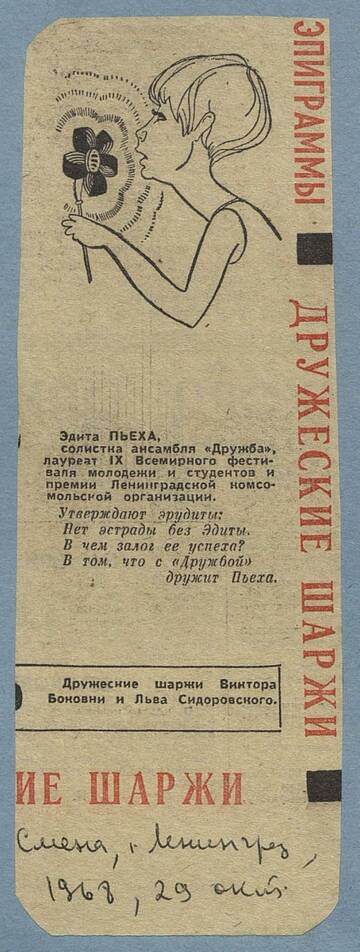 ЭПИГРАММЫ
ДРУЖЕСКИЕ ШАРЖИ
Эдита ПЬЕХА,
солистка ансамбля «Дружба»,
лауреат IX Всемирного фести-
валя молодежи и студентов и
премии Ленинградской комсо-
мольской организации.
Утверждают эрудиты:
Нет эстрады без Эдиты.
В чем залог ее успеха?
В том, что с «Дружбой»
дружит Пьеха.
Дружеские шаржи Виктора
Боковни и Льва Сидоровского.
ИЕ ШАРЖИ
Смена, г. Ленинград,
1968, 29 окт.